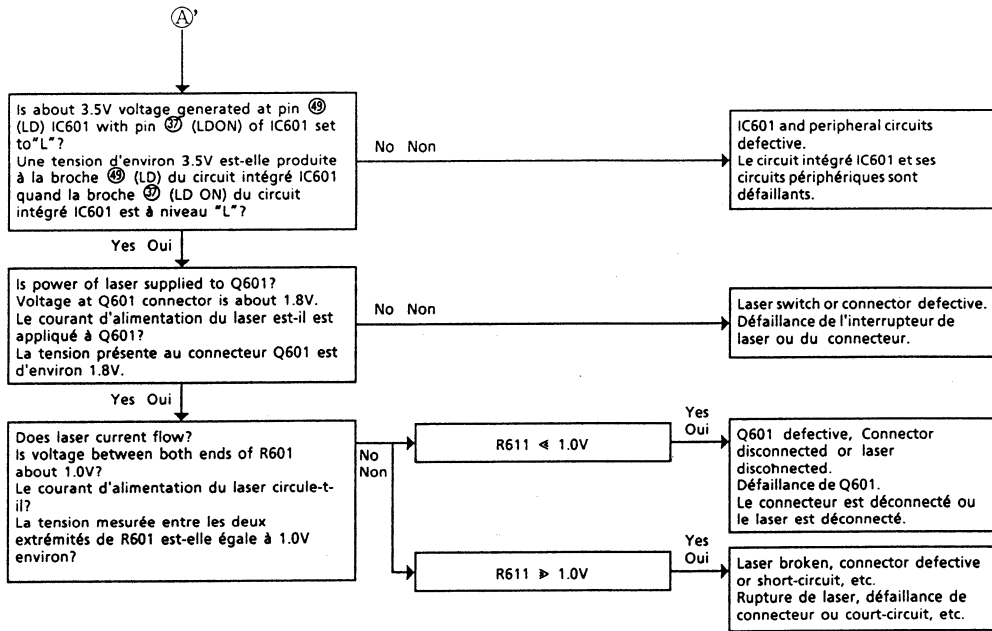 Ⓐ'
Is about 3.5V voltage generated at pin ㊾
(LD) IC601 with pin ㊲ (LDON) of IC601 set
to "L"?
Une tension d'environ 3.5V est-elle produite
à la broche ㊾ (LD) du circuit intégré IC601
quand la broche ㊲ (LD ON) du circuit
intégré IC601 est à niveau "L"?
No Non
IC601 and peripheral circuits
defective.
Le circuit intégré IC601 et ses
circuits périphériques sont
défaillants.
Yes Oui
Is power of laser supplied to Q601?
Voltage at Q601 connector is about 1.8V.
Le courant d'alimentation du laser est-il est
appliqué à Q601?
La tension présente au connecteur Q601 est
d'environ 1.8V.
No Non
Laser switch or connector defective.
Défaillance de l'interrupteur de
laser ou du connecteur.
Yes Oui
Does laser current flow?
Is voltage between both ends of R601
about 1.0V?
Le courant d'alimentation du laser circule-t-
il?
La tension mesurée entre les deux
extrémités de R601 est-elle égale à 1.0V
environ?
No
Non
R611 ⋞ 1.0V
Yes
Oui
Q601 defective, Connector
disconnected or laser
disconnected.
Défaillance de Q601.
Le connecteur est déconnecté ou
le laser est déconnecté.
R611 ⋟ 1.0V
Yes
Oui
Laser broken, connector defective
or short-circuit, etc.
Rupture de laser, défaillance de
connecteur ou court-circuit, etc.